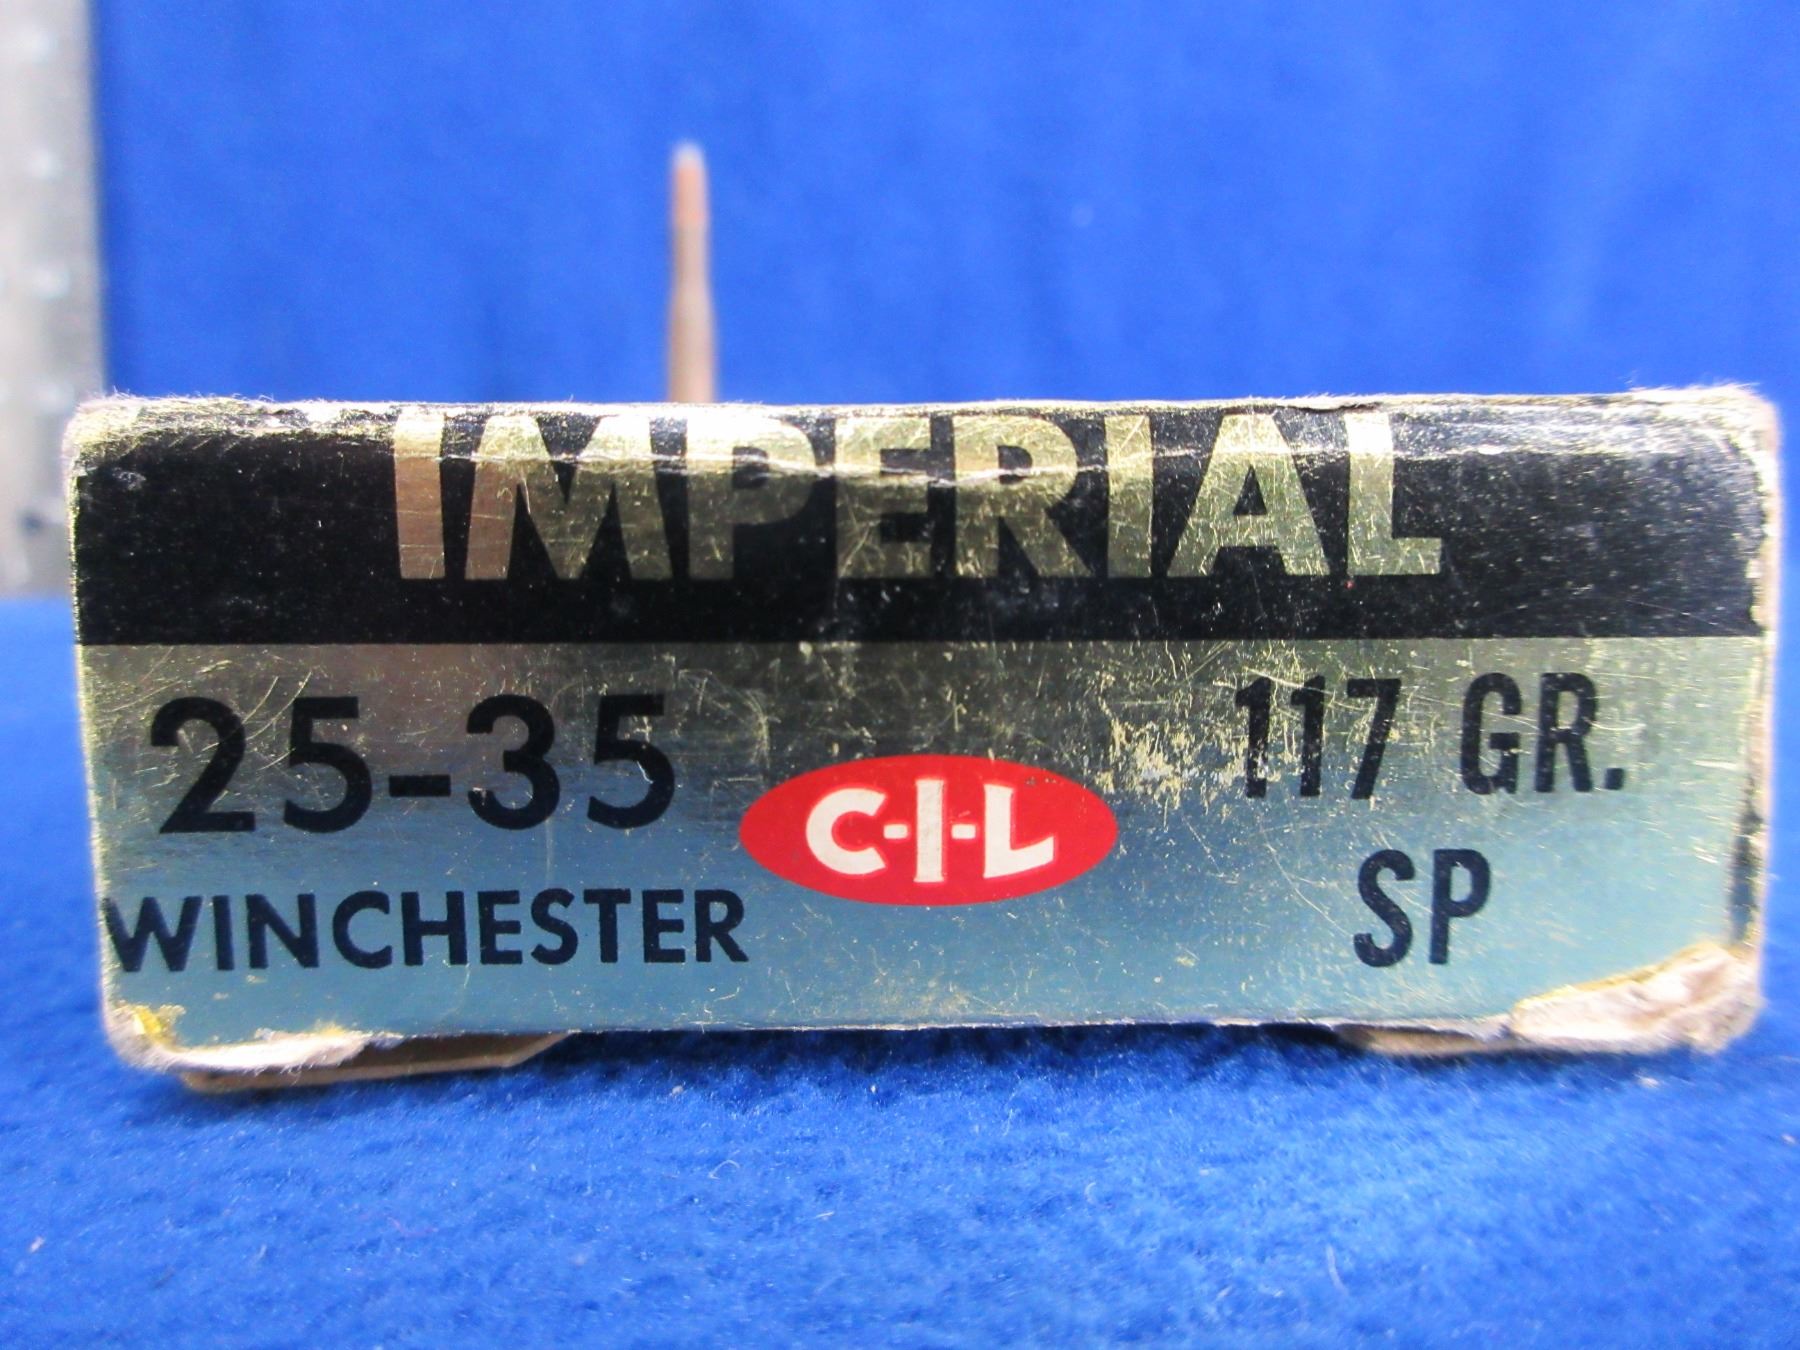 IMPERIAL
25-35
WINCHESTER
C-I-L
117 GR.
SP